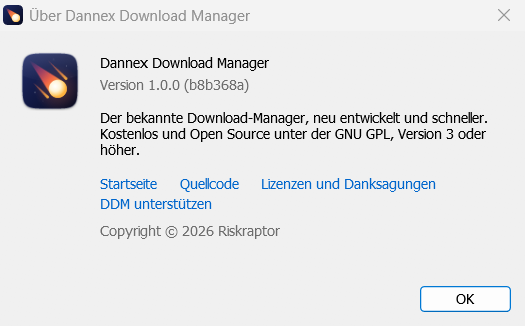 Über Dannex Download Manager
Dannex Download Manager
Version 1.0.0 (b8b368a)
Der bekannte Download-Manager, neu entwickelt und schneller.
Kostenlos und Open Source unter der GNU GPL, Version 3 oder
höher.
Startseite Quellcode Lizenzen und Danksagungen
DDM unterstützen
Copyright © 2026 Riskraptor
OK